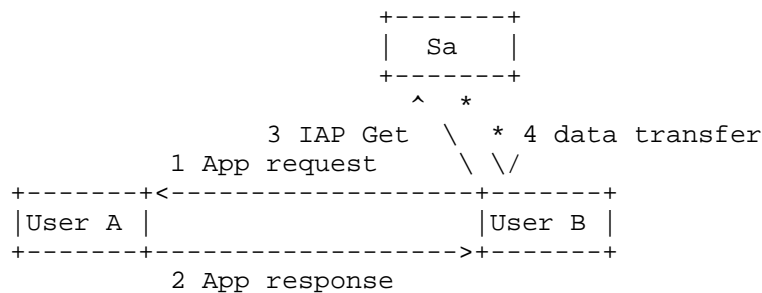 Sa
3 IAP Get
4 data transfer
1 App request
User A
User B
2 App response